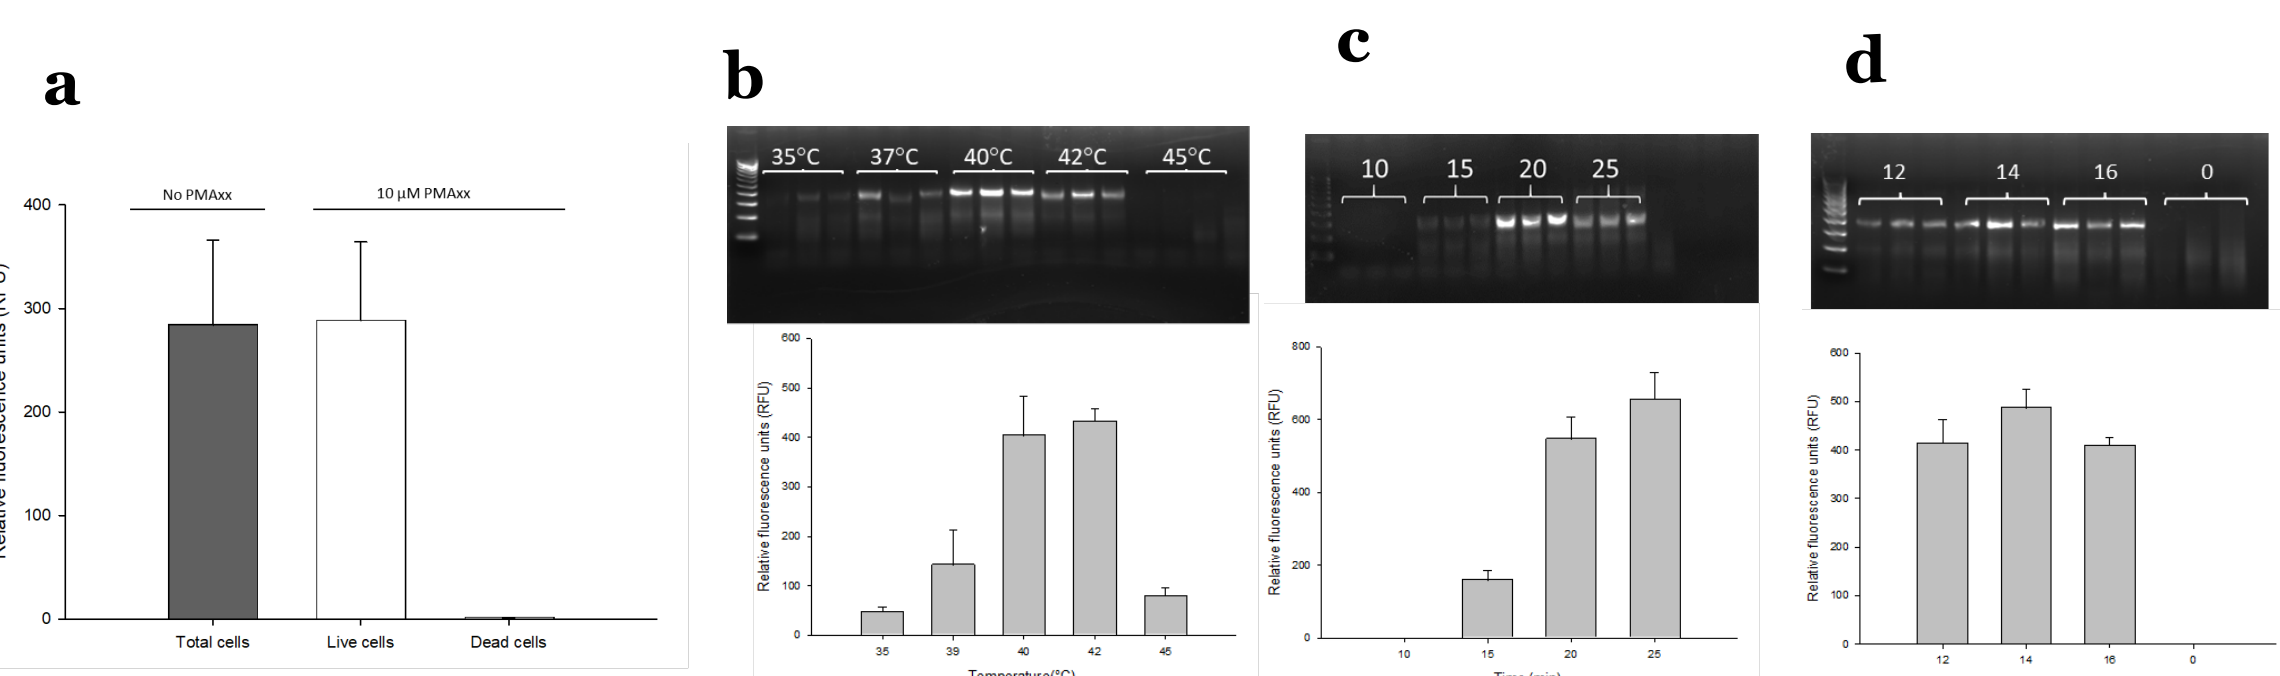 a
No PMAxx
10 µM PMAxx
400
300
200
100
0
Total cells
Live cells
Dead cells
b
35°C
37°C
40°C
42°C
45°C
Relative fluorescence units (RFU)
600
500
400
300
200
100
0
35
39
40
42
45
Temperature(°C)
c
10
15
20
25
Relative fluorescence units (RFU)
800
600
400
200
0
10
15
20
25
Time (min)
d
12
14
16
0
Relative fluorescence units (RFU)
600
500
400
300
200
100
0
12
14
16
0